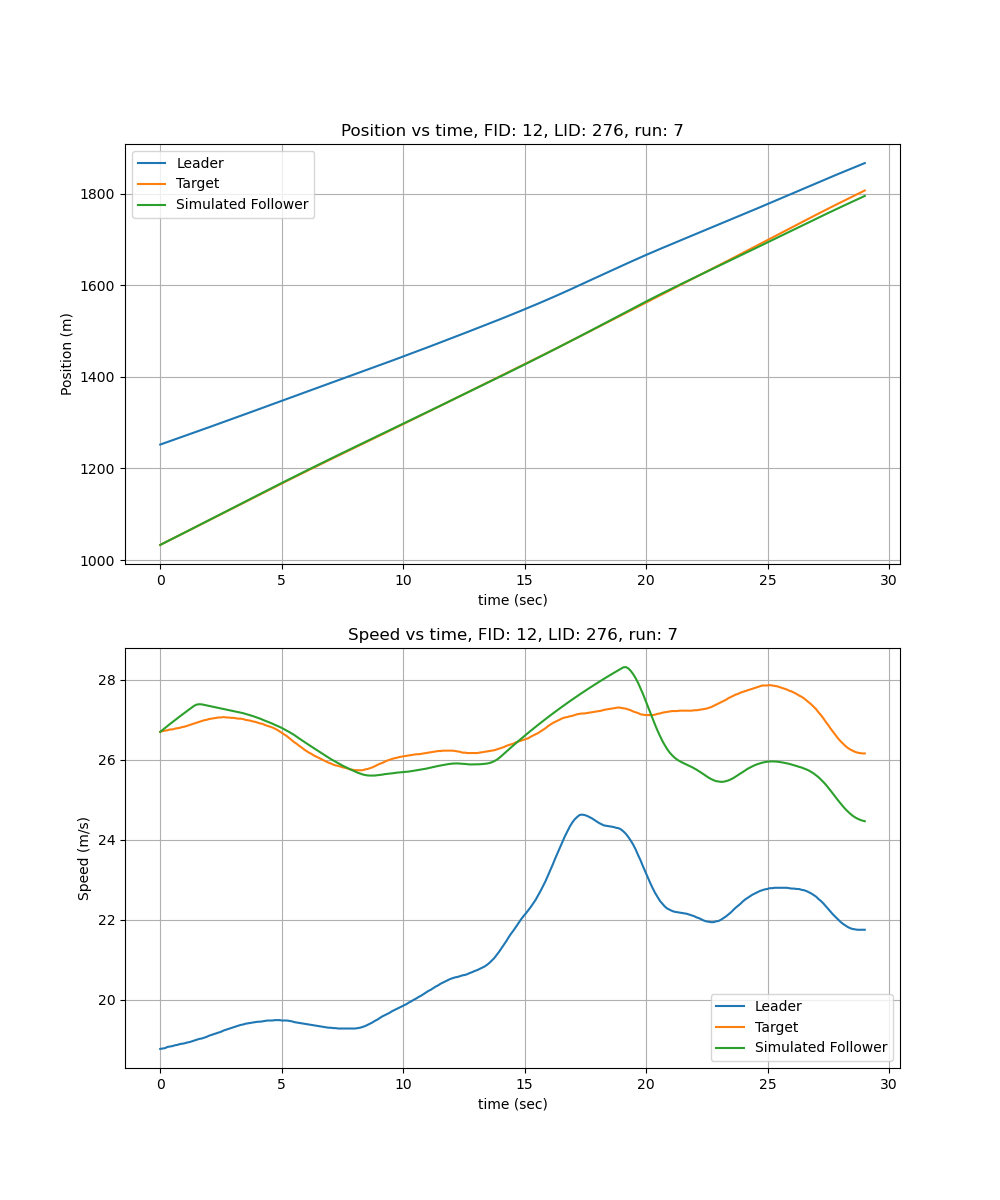 Position vs time, FID: 12, LID: 276, run: 7
Leader
Target
Simulated Follower
Position (m)
1800
1600
1400
1200
1000
0 5 10 15 20 25 30
time (sec)
Speed vs time, FID: 12, LID: 276, run: 7
Speed (m/s)
28
26
24
22
20
Leader
Target
Simulated Follower
0 5 10 15 20 25 30
time (sec)